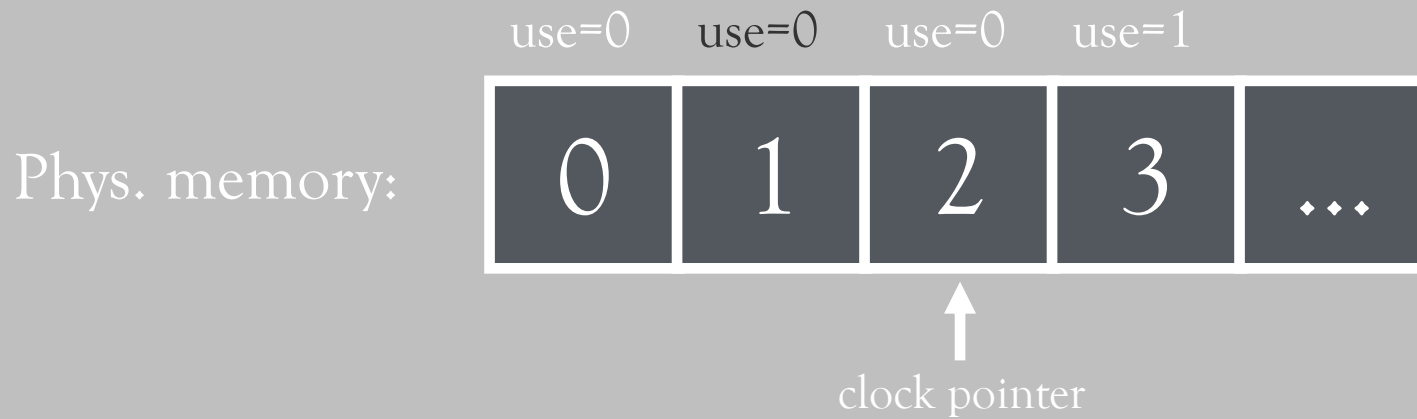 use=0 use=0 use=0 use=1
Phys. memory: 0 1 2 3 ...
clock pointer